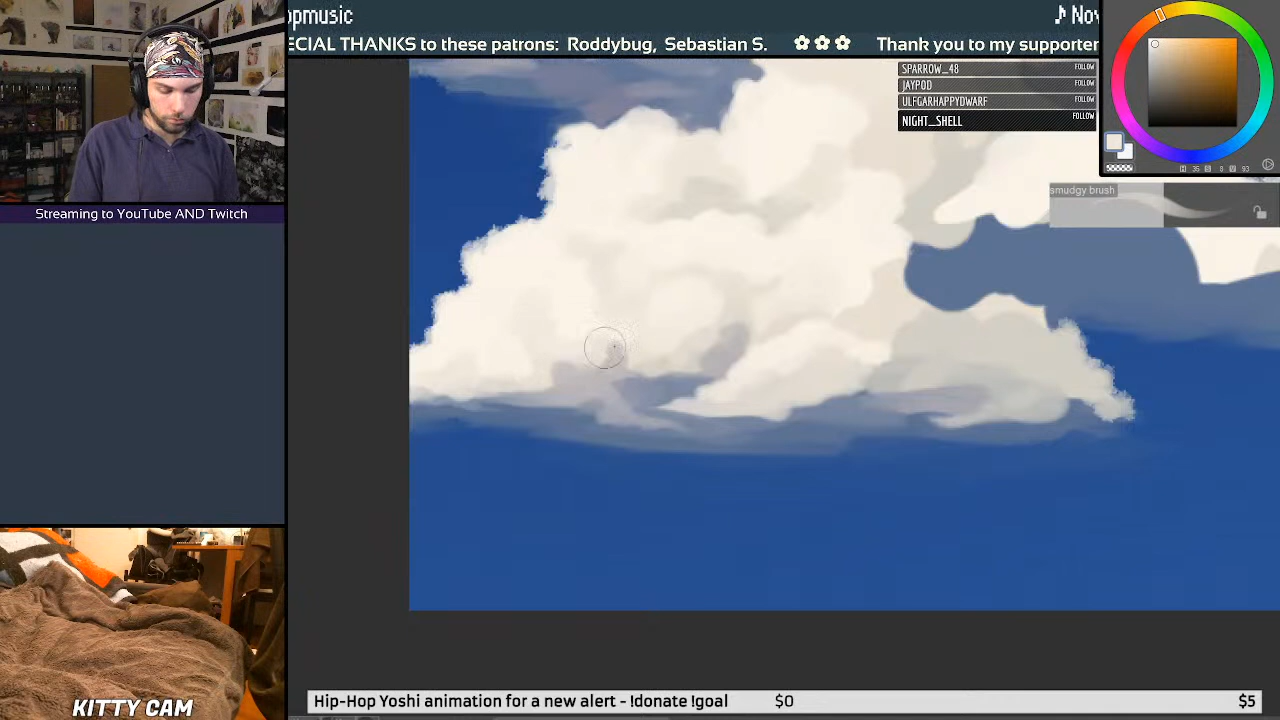 opmusic
♪ Nov
ECIAL THANKS to these patrons: Roddybug, Sebastian S. ✿ ✿ ✿ Thank you to my supporter
SPARROW_48 FOLLOW
JAYPOD FOLLOW
ULFGARHAPPYDWARF FOLLOW
NIGHT_SHELL FOLLOW
smudgy brush
Streaming to YouTube AND Twitch
KITTY CAM
Hip-Hop Yoshi animation for a new alert - !donate !goal $0 $5